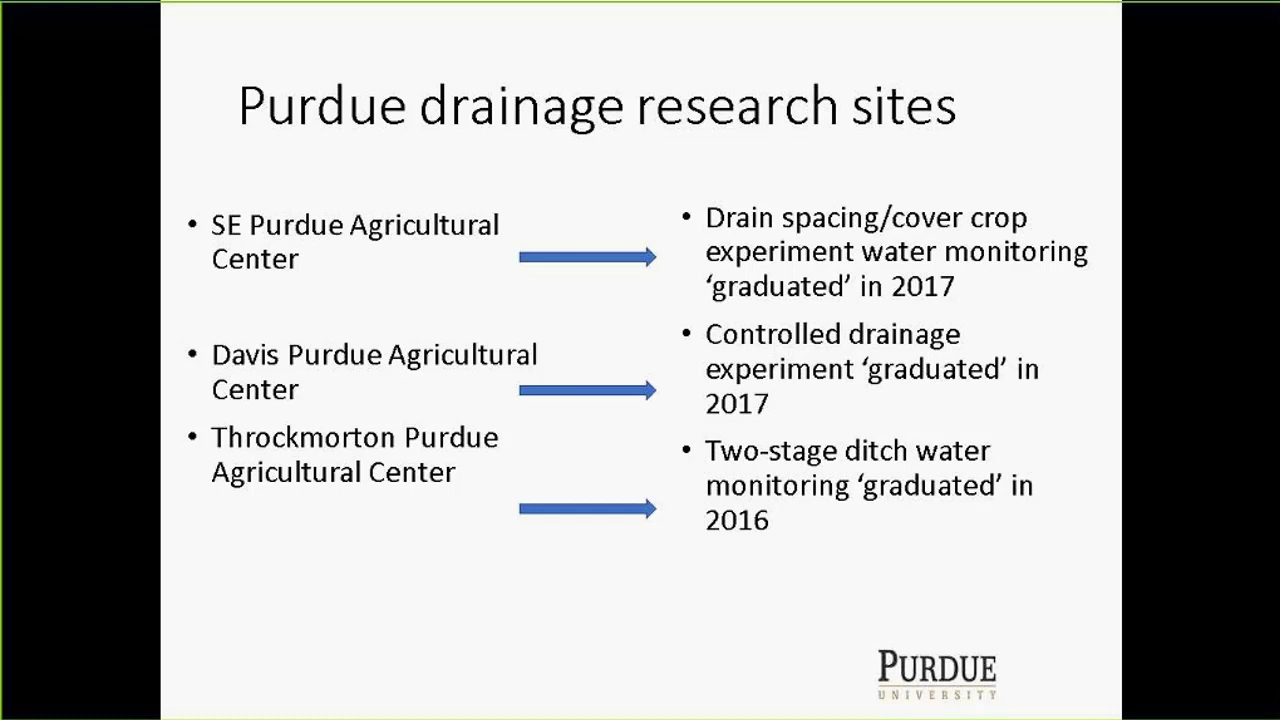 Purdue drainage research sites
• SE Purdue Agricultural
Center
• Davis Purdue Agricultural
Center
• Throckmorton Purdue
Agricultural Center
• Drain spacing/cover crop
experiment water monitoring
‘graduated’ in 2017
• Controlled drainage
experiment ‘graduated’ in
2017
• Two-stage ditch water
monitoring ‘graduated’ in
2016
PURDUE
UNIVERSITY